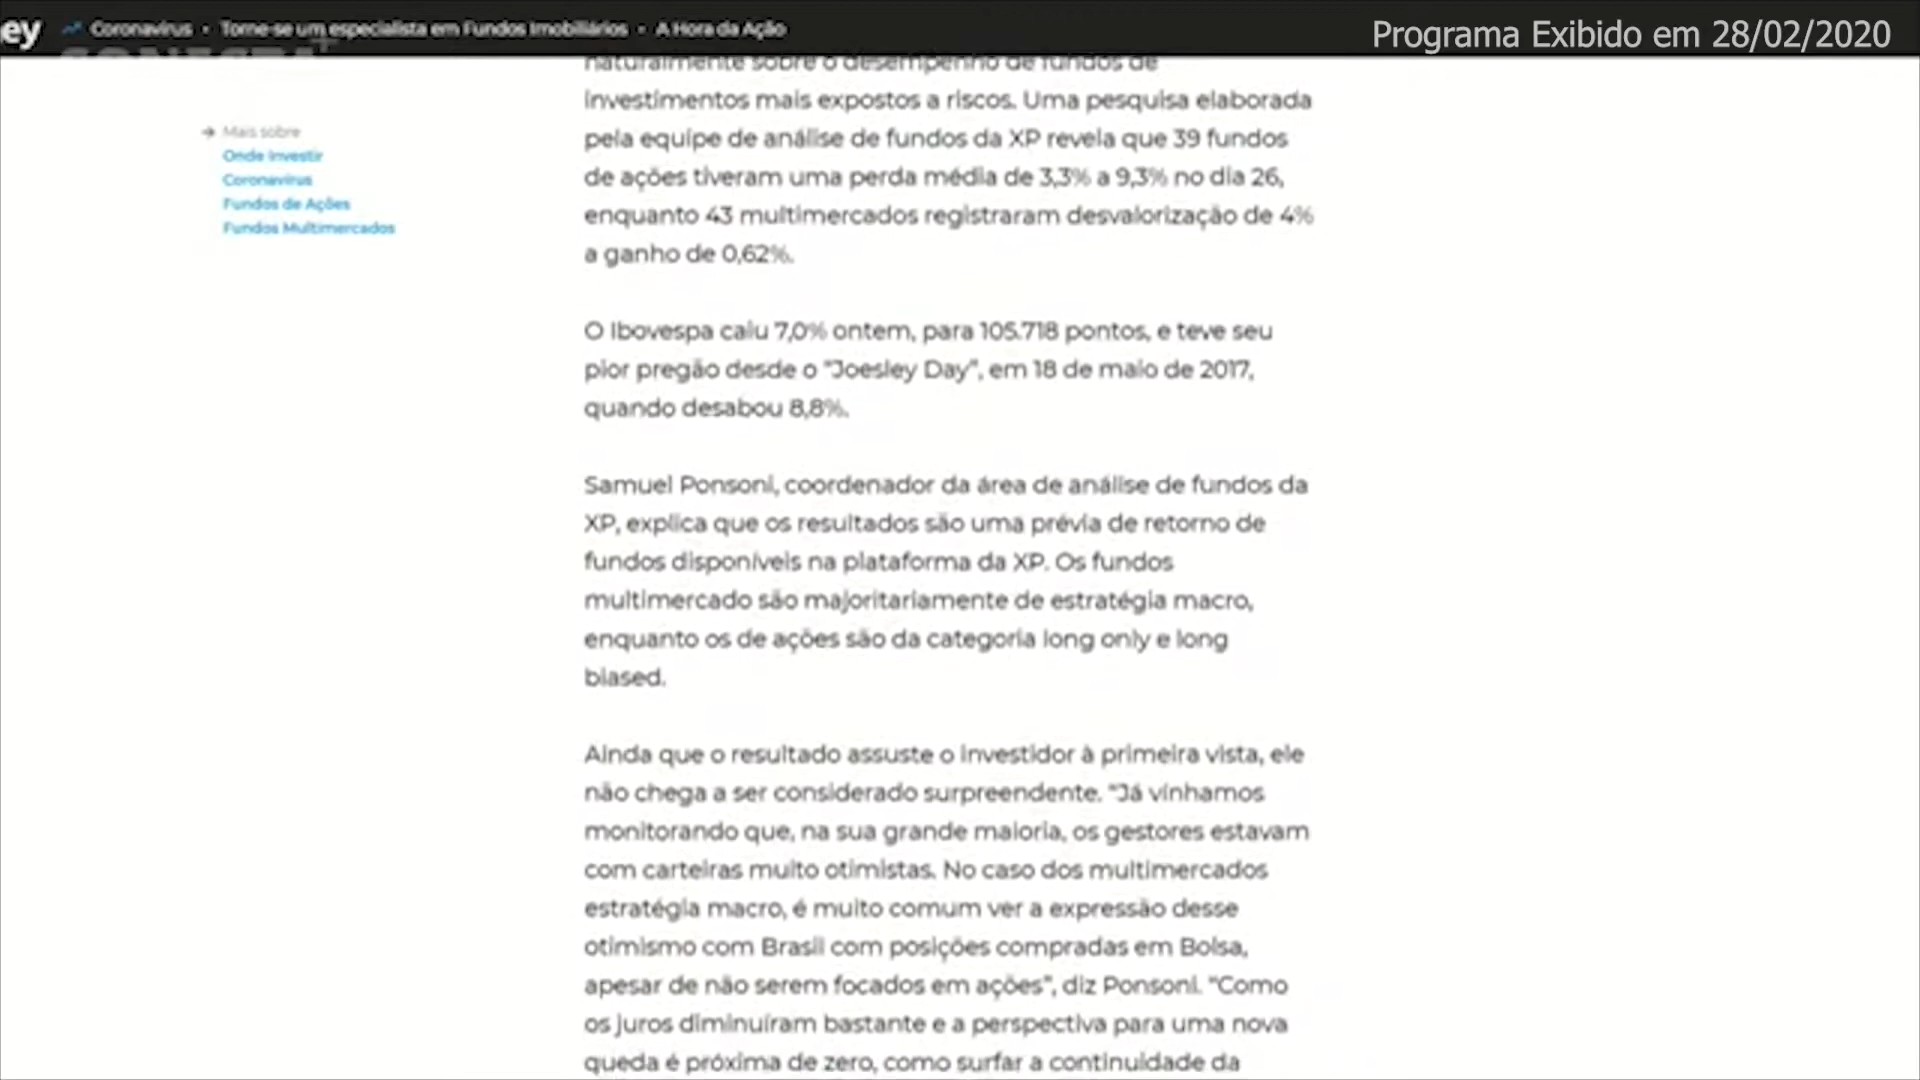 ey
Coronavírus • Torne-se um especialista em Fundos Imobiliários • A Hora da Ação
Programa Exibido em 28/02/2020
Mais sobre
Onde Investir
Coronavírus
Fundos de Ações
Fundos Multimercados
naturalmente sobre o desempenho de fundos de
investimentos mais expostos a riscos. Uma pesquisa elaborada
pela equipe de análise de fundos da XP revela que 39 fundos
de ações tiveram uma perda média de 3,3% a 9,3% no dia 26,
enquanto 43 multimercados registraram desvalorização de 4%
a ganho de 0,62%.
O Ibovespa caiu 7,0% ontem, para 105.718 pontos, e teve seu
pior pregão desde o "Joesley Day", em 18 de maio de 2017,
quando desabou 8,8%.
Samuel Ponsoni, coordenador da área de análise de fundos da
XP, explica que os resultados são uma prévia de retorno de
fundos disponíveis na plataforma da XP. Os fundos
multimercado são majoritariamente de estratégia macro,
enquanto os de ações são da categoria long only e long
biased.
Ainda que o resultado assuste o investidor à primeira vista, ele
não chega a ser considerado surpreendente. "Já vínhamos
monitorando que, na sua grande maioria, os gestores estavam
com carteiras muito otimistas. No caso dos multimercados
estratégia macro, é muito comum ver a expressão desse
otimismo com Brasil com posições compradas em Bolsa,
apesar de não serem focados em ações", diz Ponsoni. "Como
os juros diminuíram bastante e a perspectiva para uma nova
queda é próxima de zero, como surfar a continuidade da